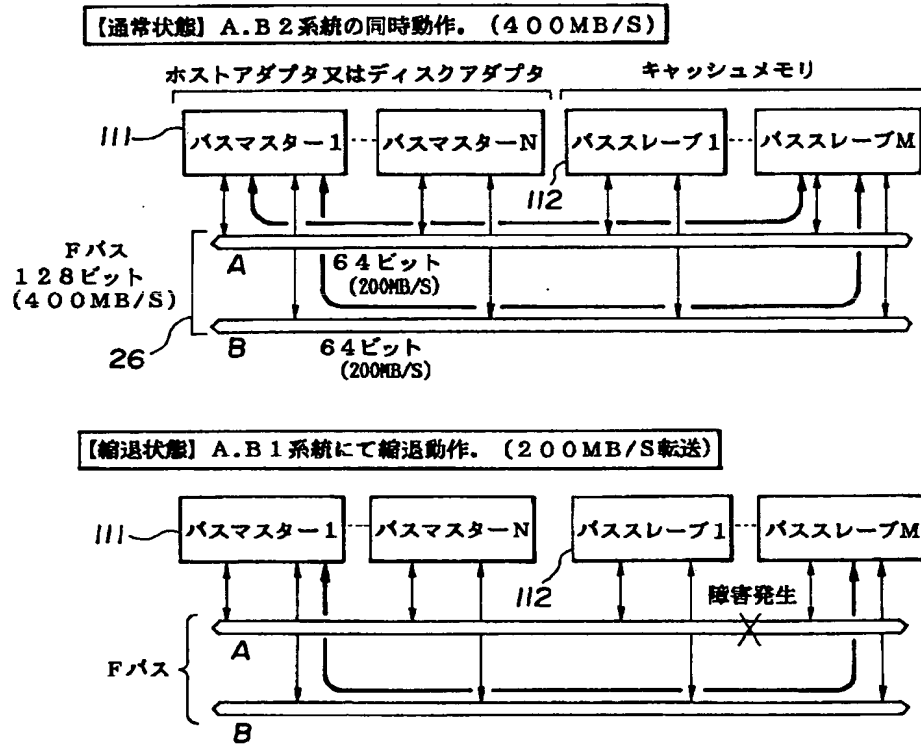 【通常状態】A.B2系統の同時動作。(400MB/S)
ホストアダプタ又はディスクアダプタ
キャッシュメモリ
111
バスマスター1
バスマスターN
バススレーブ1
バススレーブM
112
Fバス
128ビット
(400MB/S)
A
64ビット
(200MB/S)
26
B
64ビット
(200MB/S)
【縮退状態】A.B1系統にて縮退動作。(200MB/S転送)
111
バスマスター1
バスマスターN
バススレーブ1
バススレーブM
112
障害発生
A
Fバス
B